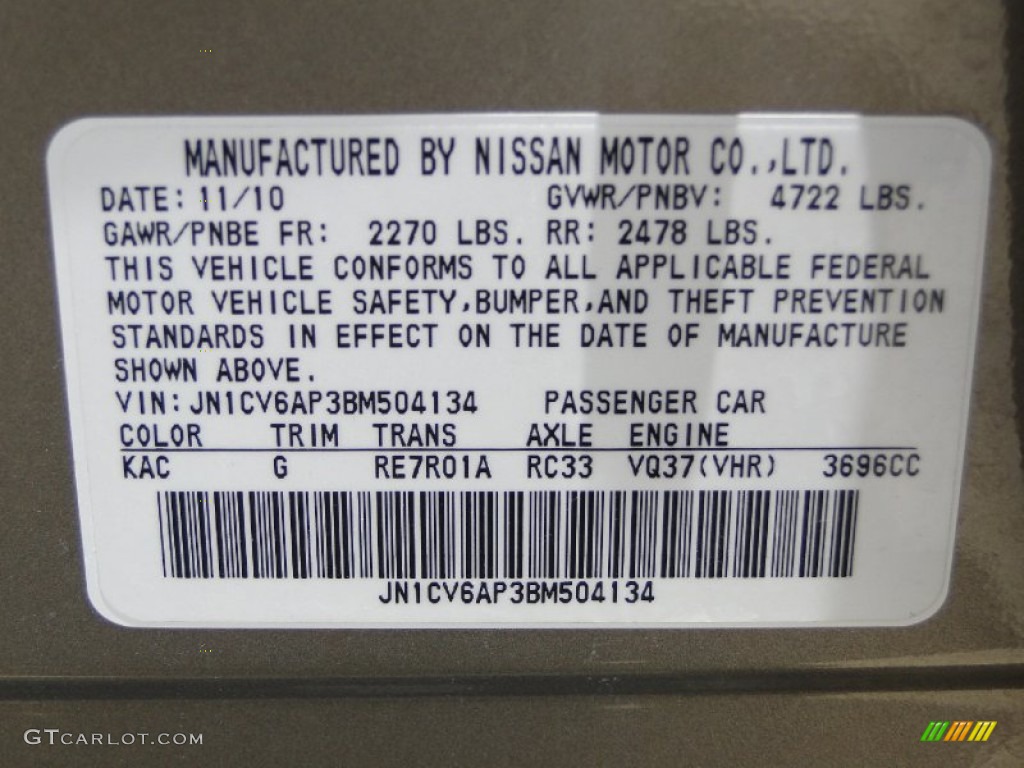 MANUFACTURED BY NISSAN MOTOR CO.,LTD.
DATE: 11/10 GVWR/PNBV: 4722 LBS.
GAWR/PNBE FR: 2270 LBS. RR: 2478 LBS.
THIS VEHICLE CONFORMS TO ALL APPLICABLE FEDERAL
MOTOR VEHICLE SAFETY,BUMPER,AND THEFT PREVENTION
STANDARDS IN EFFECT ON THE DATE OF MANUFACTURE
SHOWN ABOVE.
VIN: JN1CV6AP3BM504134 PASSENGER CAR
COLOR TRIM TRANS AXLE ENGINE
KAC G RE7R01A RC33 VQ37(VHR) 3696CC
JN1CV6AP3BM504134
GTCARLOT.COM